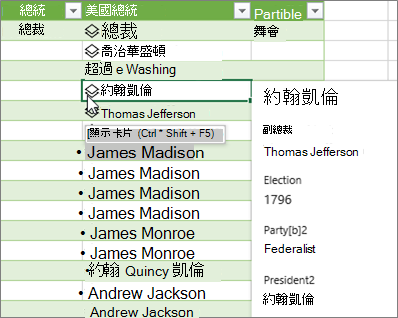 總統 美國總統 Partible
總裁 總裁 舞會
喬治華盛頓
超過 e Washing
約翰凱倫
Thomas Jefferson
顯示卡片 (Ctrl * Shift + F5)
• James Madison
• James Madison
• James Madison
• James Madison
• James Monroe
• James Monroe
約翰 Quincy 凱倫
• Andrew Jackson
Andrew Jackson
約翰凱倫
副總裁
Thomas Jefferson
Election
1796
Party[b]2
Federalist
President2
約翰凱倫